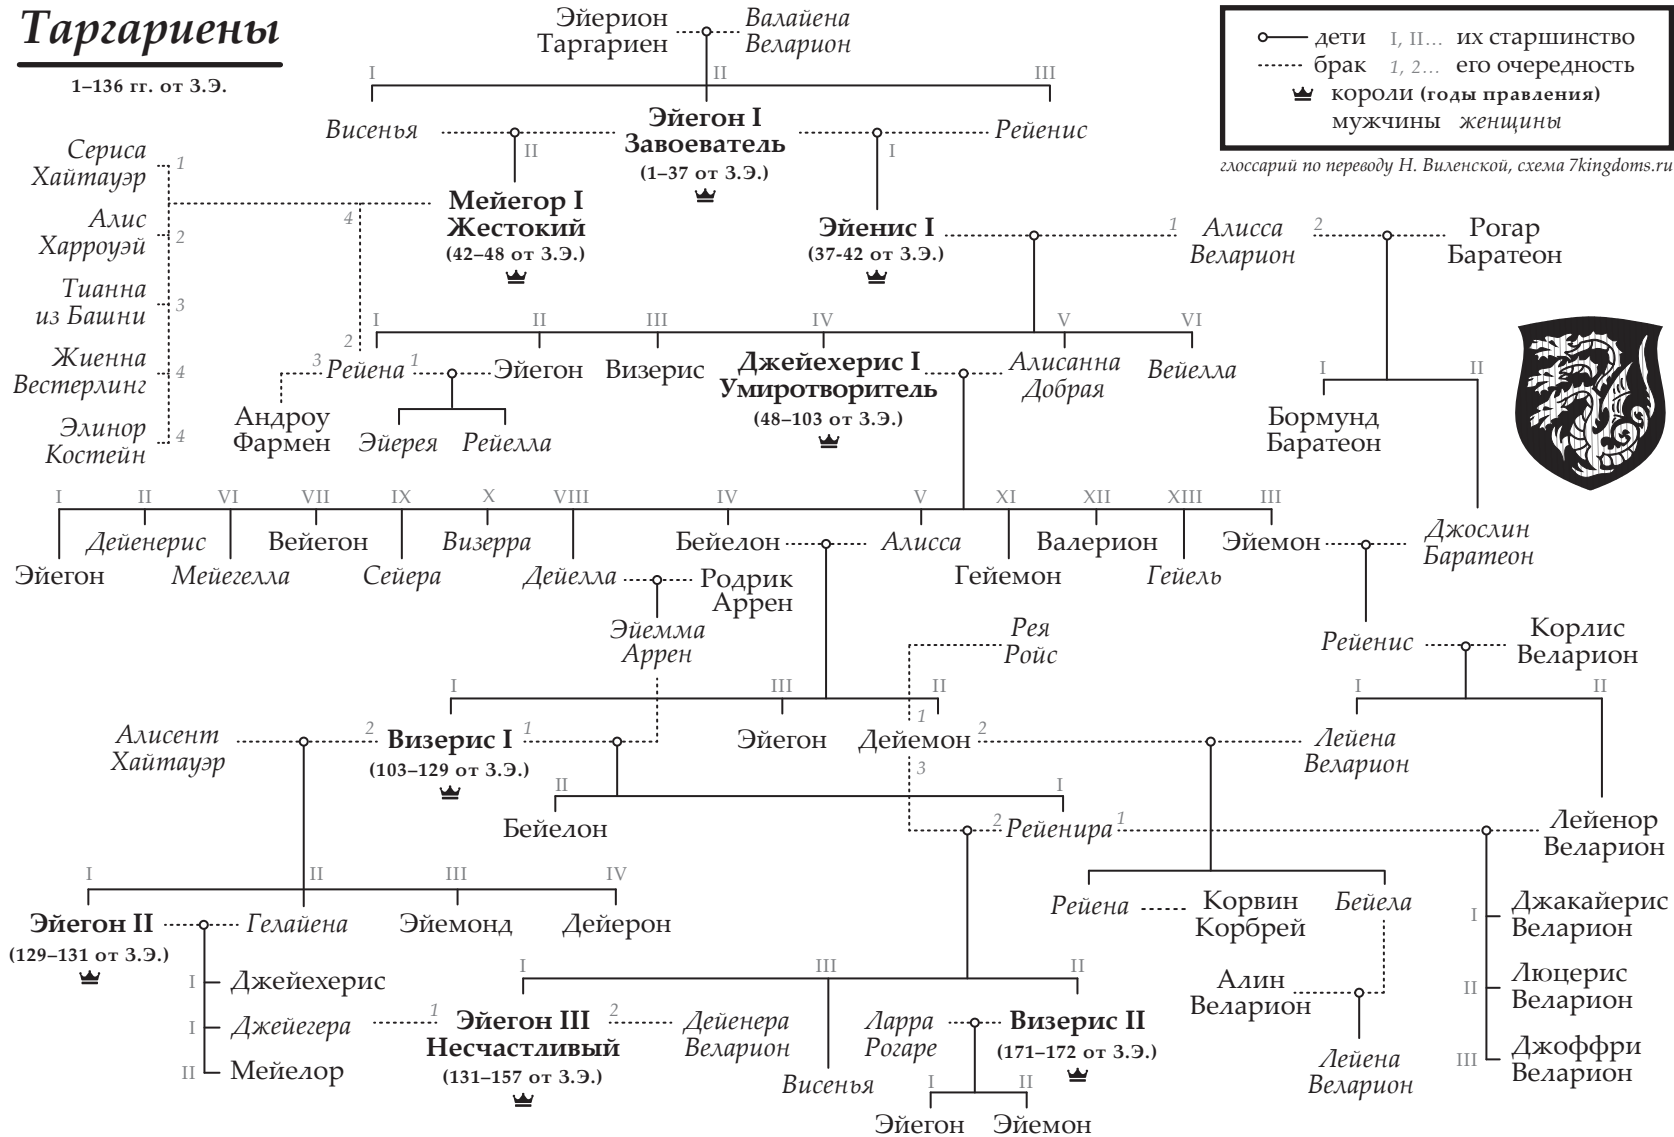 Таргариены
1–136 гг. от З.Э.
дети I, II... их старшинство
брак 1, 2... его очередность
короли (годы правления)
мужчины женщины
глоссарий по переводу Н. Виленской, схема 7kingdoms.ru
Эйерион
Таргариен
Валайена
Веларион
I II III
Висенья
Эйегон I
Завоеватель
(1–37 от З.Э.)
Рейенис
II I
Сериса
Хайтауэр
1
Алис
Харроуэй
2
Тианна
из Башни
3
Жиенна
Вестерлинг
4
Элинор
Костейн
4
Мейегор I
Жестокий
(42–48 от З.Э.)
4
Эйенис I
(37-42 от З.Э.)
1
Алисса
Веларион
2
Рогар
Баратеон
I II III IV V VI
2
3 Рейена 1
Эйегон
Визерис
Джейехерис I
Умиротворитель
(48–103 от З.Э.)
Алисанна
Добрая
Вейелла
Андроу
Фармен
Эйерея
Рейелла
I II
Бормунд
Баратеон
Джослин
Баратеон
I II VI VII IX X VIII IV V XI XII XIII III
Эйегон
Дейенерис
Мейегелла
Вейегон
Сейера
Визерра
Дейелла
Родрик
Аррен
Бейелон
Алисса
Гейемон
Валерион
Гейель
Эйемон
Эйемма
Аррен
Рея
Ройс
Рейенис
Корлис
Веларион
I III II
I II
Алисент
Хайтауэр
2
Визерис I
(103–129 от З.Э.)
1
Эйегон
1
Дейемон
2
3
Лейена
Веларион
II I
Бейелон
2 Рейенира 1
Лейенор
Веларион
I II III IV
Эйегон II
(129–131 от З.Э.)
Гелайена
Эйемонд
Дейерон
Рейена
Корвин
Корбрей
Бейела
I
Джакайерис
Веларион
II
Люцерис
Веларион
III
Джоффри
Веларион
I Джейехерис
I Джейегера
II Мейелор
I III II
1
Эйегон III
Несчастливый
(131–157 от З.Э.)
2
Дейенера
Веларион
Висенья
Ларра
Рогаре
Визерис II
(171–172 от З.Э.)
I II
Эйегон
Эйемон
Алин
Веларион
Лейена
Веларион